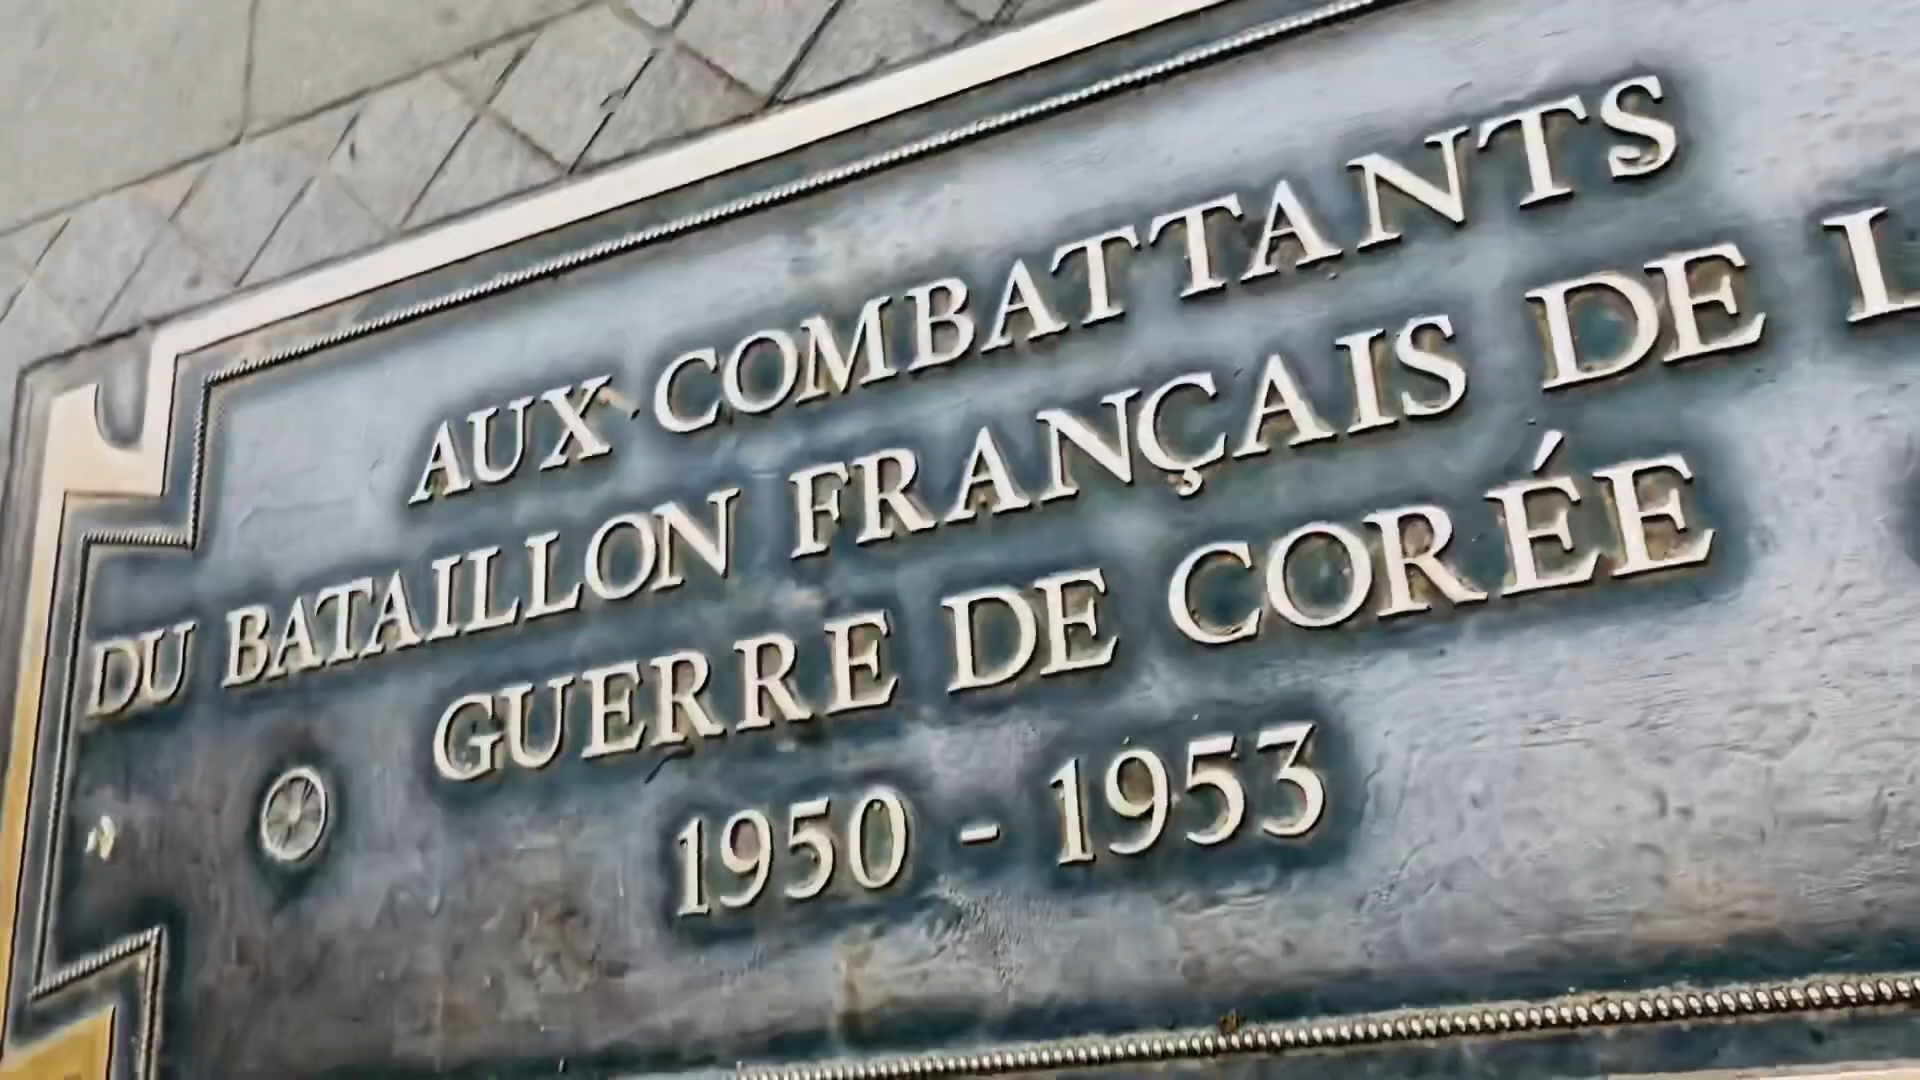 AUX COMBATTANTS
DU BATAILLON FRANÇAIS DE L
GUERRE DE CORÉE
1950 - 1953